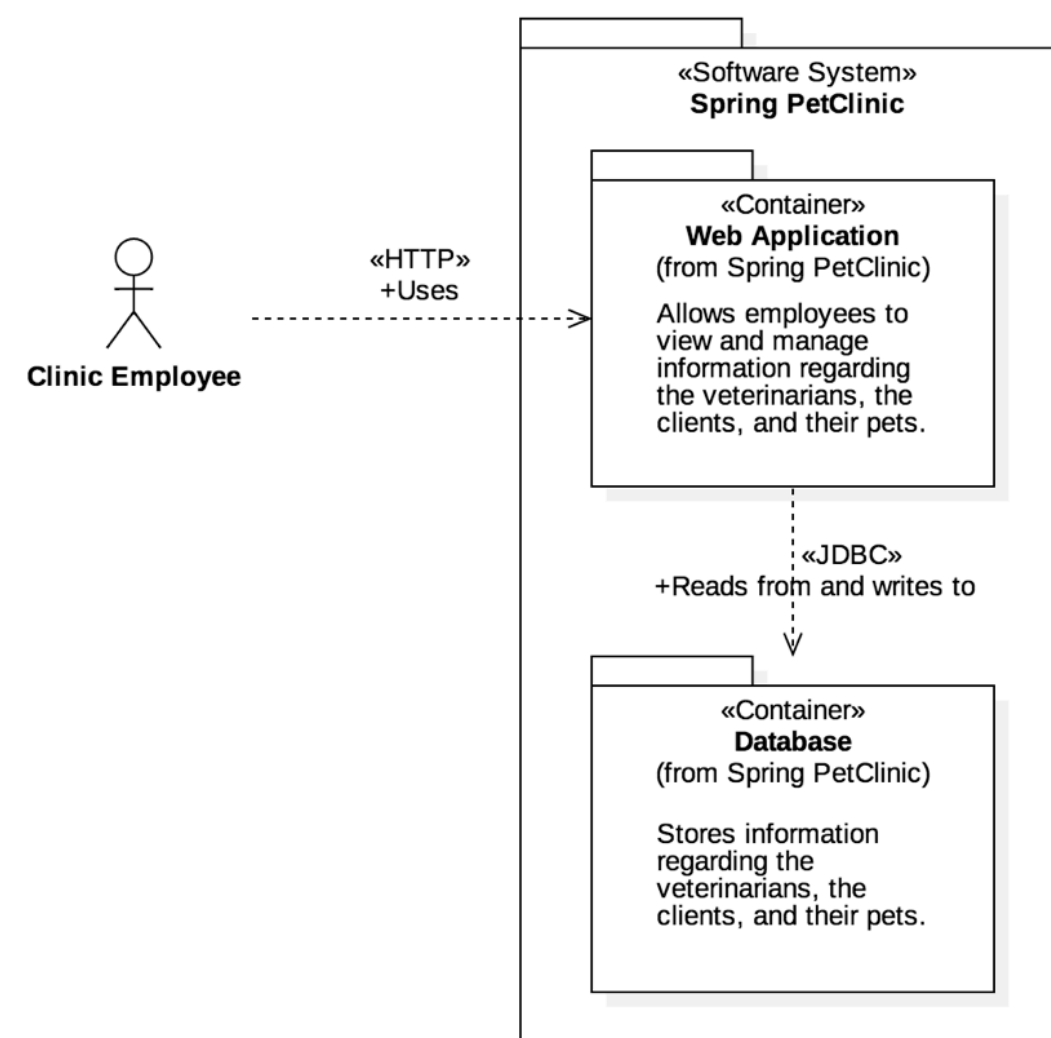 «Software System»
Spring PetClinic
«Container»
Web Application
(from Spring PetClinic)
Allows employees to
view and manage
information regarding
the veterinarians, the
clients, and their pets.
«HTTP»
+Uses
Clinic Employee
«JDBC»
+Reads from and writes to
«Container»
Database
(from Spring PetClinic)
Stores information
regarding the
veterinarians, the
clients, and their pets.